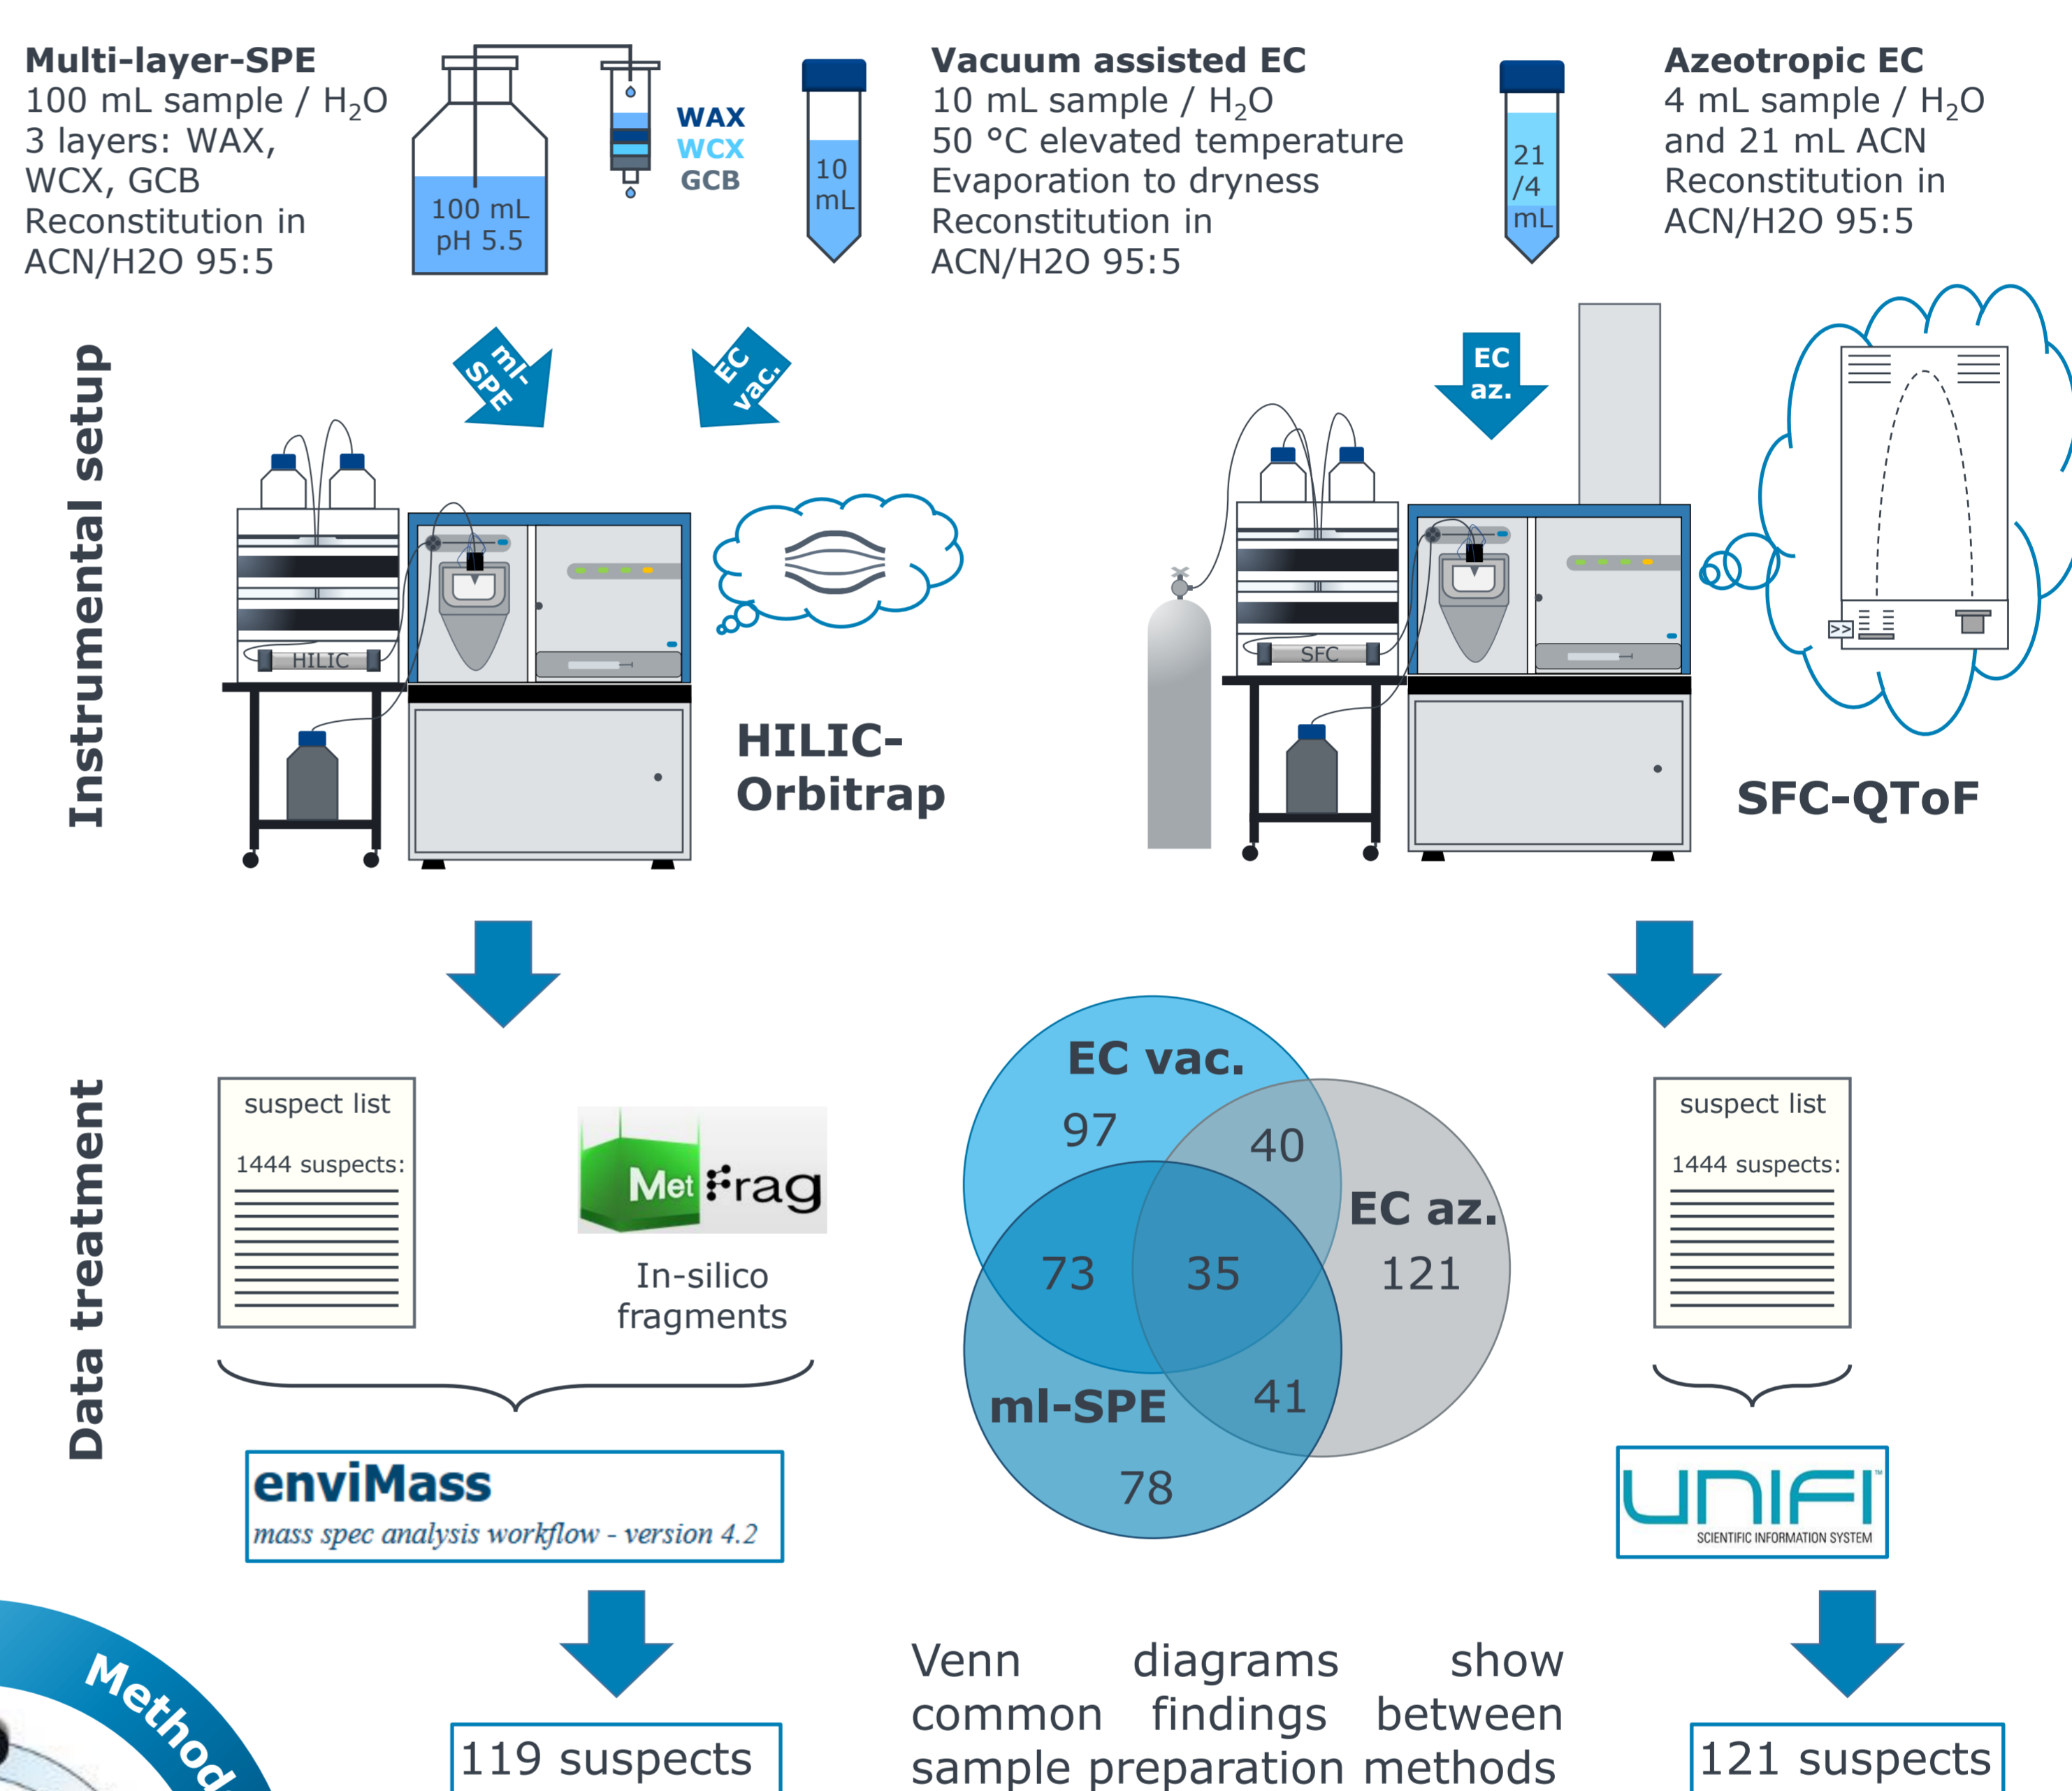 Multi-layer-SPE
100 mL sample / H₂O
3 layers: WAX,
WCX, GCB
Reconstitution in
ACN/H2O 95:5
100 mL
pH 5.5
WAX
WCX
GCB
10
mL
Vacuum assisted EC
10 mL sample / H₂O
50 °C elevated temperature
Evaporation to dryness
Reconstitution in
ACN/H2O 95:5
21
/4
mL
Azeotropic EC
4 mL sample / H₂O
and 21 mL ACN
Reconstitution in
ACN/H2O 95:5
Instrumental setup
ml-
SPE
EC
vac.
EC
az.
HILIC
HILIC-
Orbitrap
SFC
>>
SFC-QToF
Data treatment
suspect list
1444 suspects:
MetFrag
In-silico
fragments
enviMass
mass spec analysis workflow - version 4.2
119 suspects
EC vac.
97
40
EC az.
73
35
121
ml-SPE
41
78
Venn diagrams show
common findings between
sample preparation methods
suspect list
1444 suspects:
UNIFI™
SCIENTIFIC INFORMATION SYSTEM
121 suspects
Method